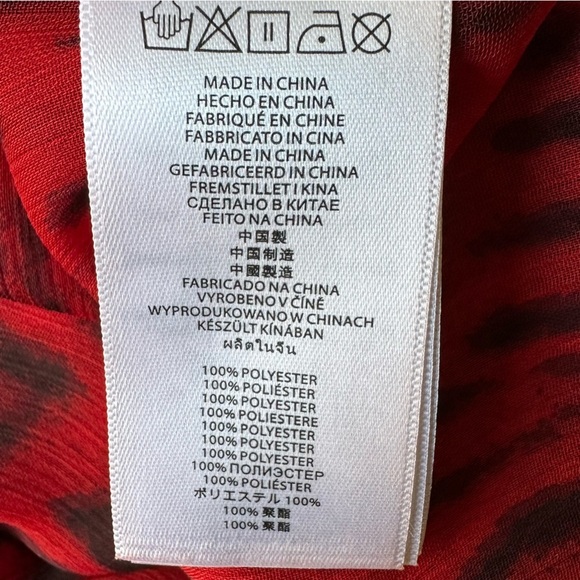 MADE IN CHINA
HECHO EN CHINA
FABRIQUÉ EN CHINE
FABBRICATO IN CINA
MADE IN CHINA
GEFABRICEERD IN CHINA
FREMSTILLET I KINA
СДЕЛАНО В КИТАЕ
FEITO NA CHINA
中国製
中国制造
中國製造
FABRICADO NA CHINA
VYROBENO V ČÍNĚ
WYPRODUKOWANO W CHINACH
KÉSZÜLT KÍNÁBAN
ผลิตในจีน
100% POLYESTER
100% POLIÉSTER
100% POLYESTER
100% POLIESTERE
100% POLYESTER
100% POLYESTER
100% POLYESTER
100% ПОЛИЭСТЕР
100% POLIÉSTER
ポリエステル 100%
100% 聚酯
100% 聚酯